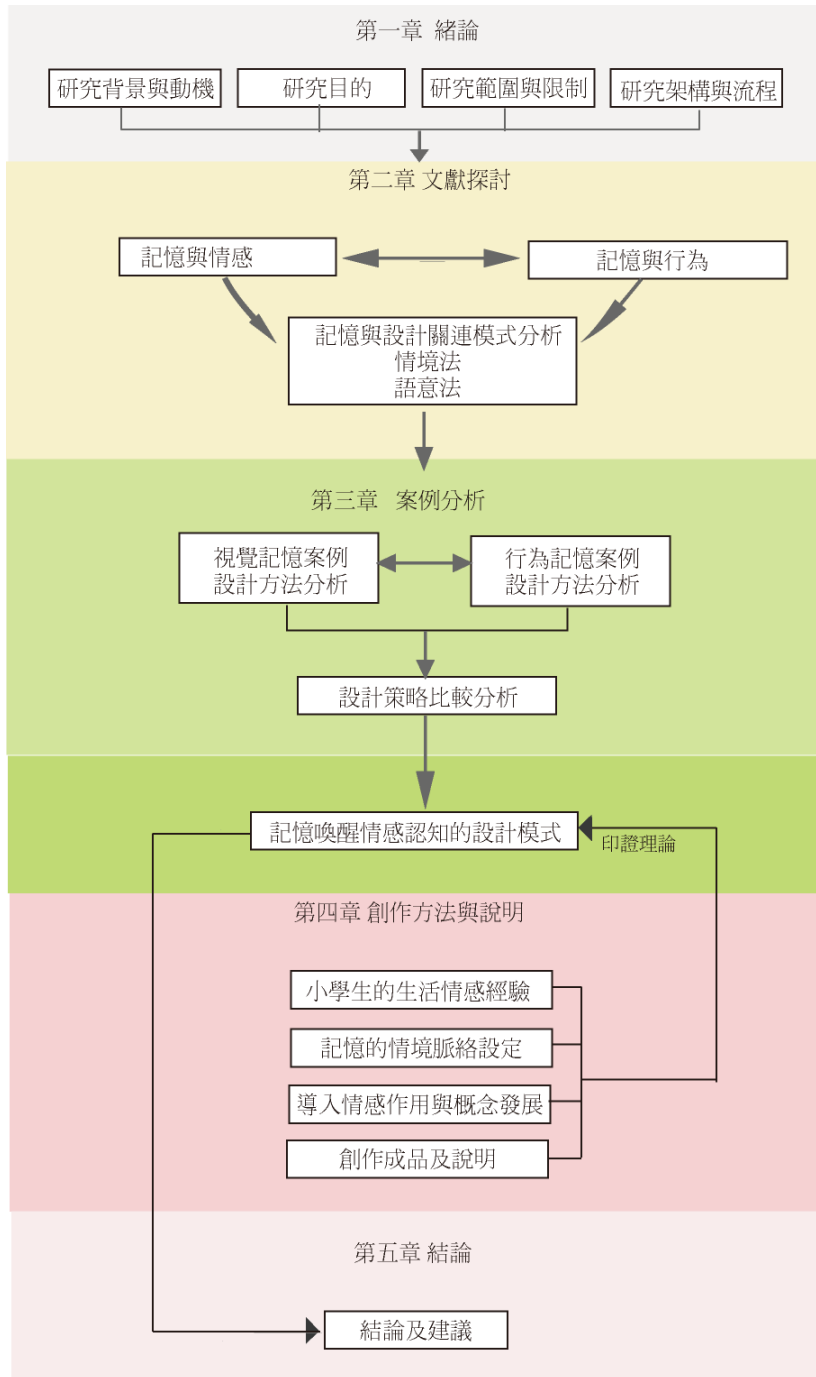 第一章 緒論
研究背景與動機
研究目的
研究範圍與限制
研究架構與流程
第二章 文獻探討
記憶與情感
記憶與行為
記憶與設計關連模式分析
情境法
語意法
第三章 案例分析
視覺記憶案例
設計方法分析
行為記憶案例
設計方法分析
設計策略比較分析
記憶喚醒情感認知的設計模式
印證理論
第四章 創作方法與說明
小學生的生活情感經驗
記憶的情境脈絡設定
導入情感作用與概念發展
創作成品及說明
第五章 結論
結論及建議